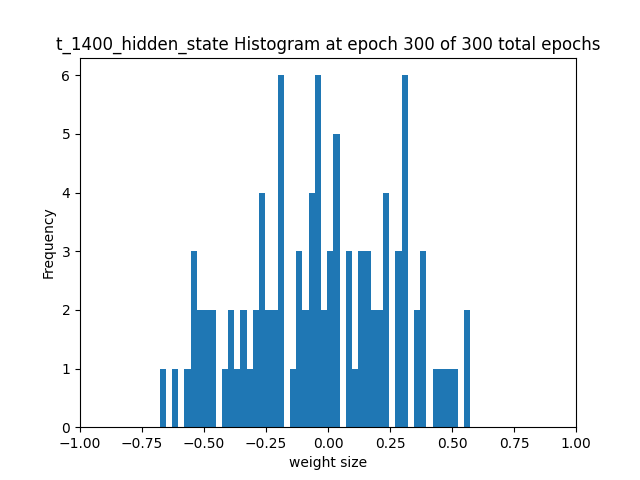 t_1400_hidden_state Histogram at epoch 300 of 300 total epochs
Frequency
6
5
4
3
2
1
0
−1.00 −0.75 −0.50 −0.25 0.00 0.25 0.50 0.75 1.00
weight size